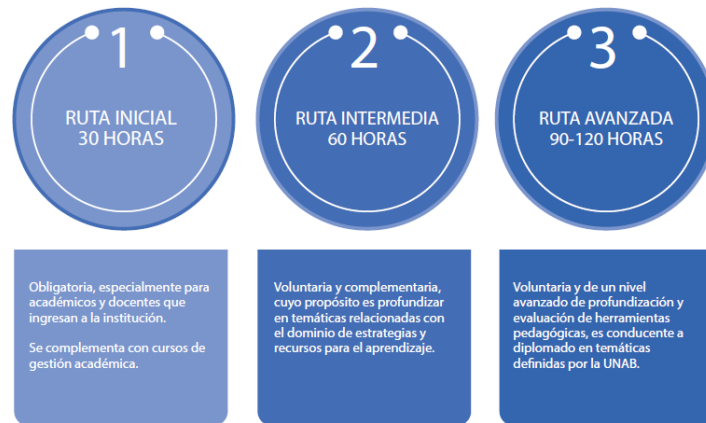 1
RUTA INICIAL
30 HORAS
Obligatoria, especialmente para
académicos y docentes que
ingresan a la institución.
Se complementa con cursos de
gestión académica.
2
RUTA INTERMEDIA
60 HORAS
Voluntaria y complementaria,
cuyo propósito es profundizar
en temáticas relacionadas con
el dominio de estrategias y
recursos para el aprendizaje.
3
RUTA AVANZADA
90-120 HORAS
Voluntaria y de un nivel
avanzado de profundización y
evaluación de herramientas
pedagógicas, es conducente a
diplomado en temáticas
definidas por la UNAB.